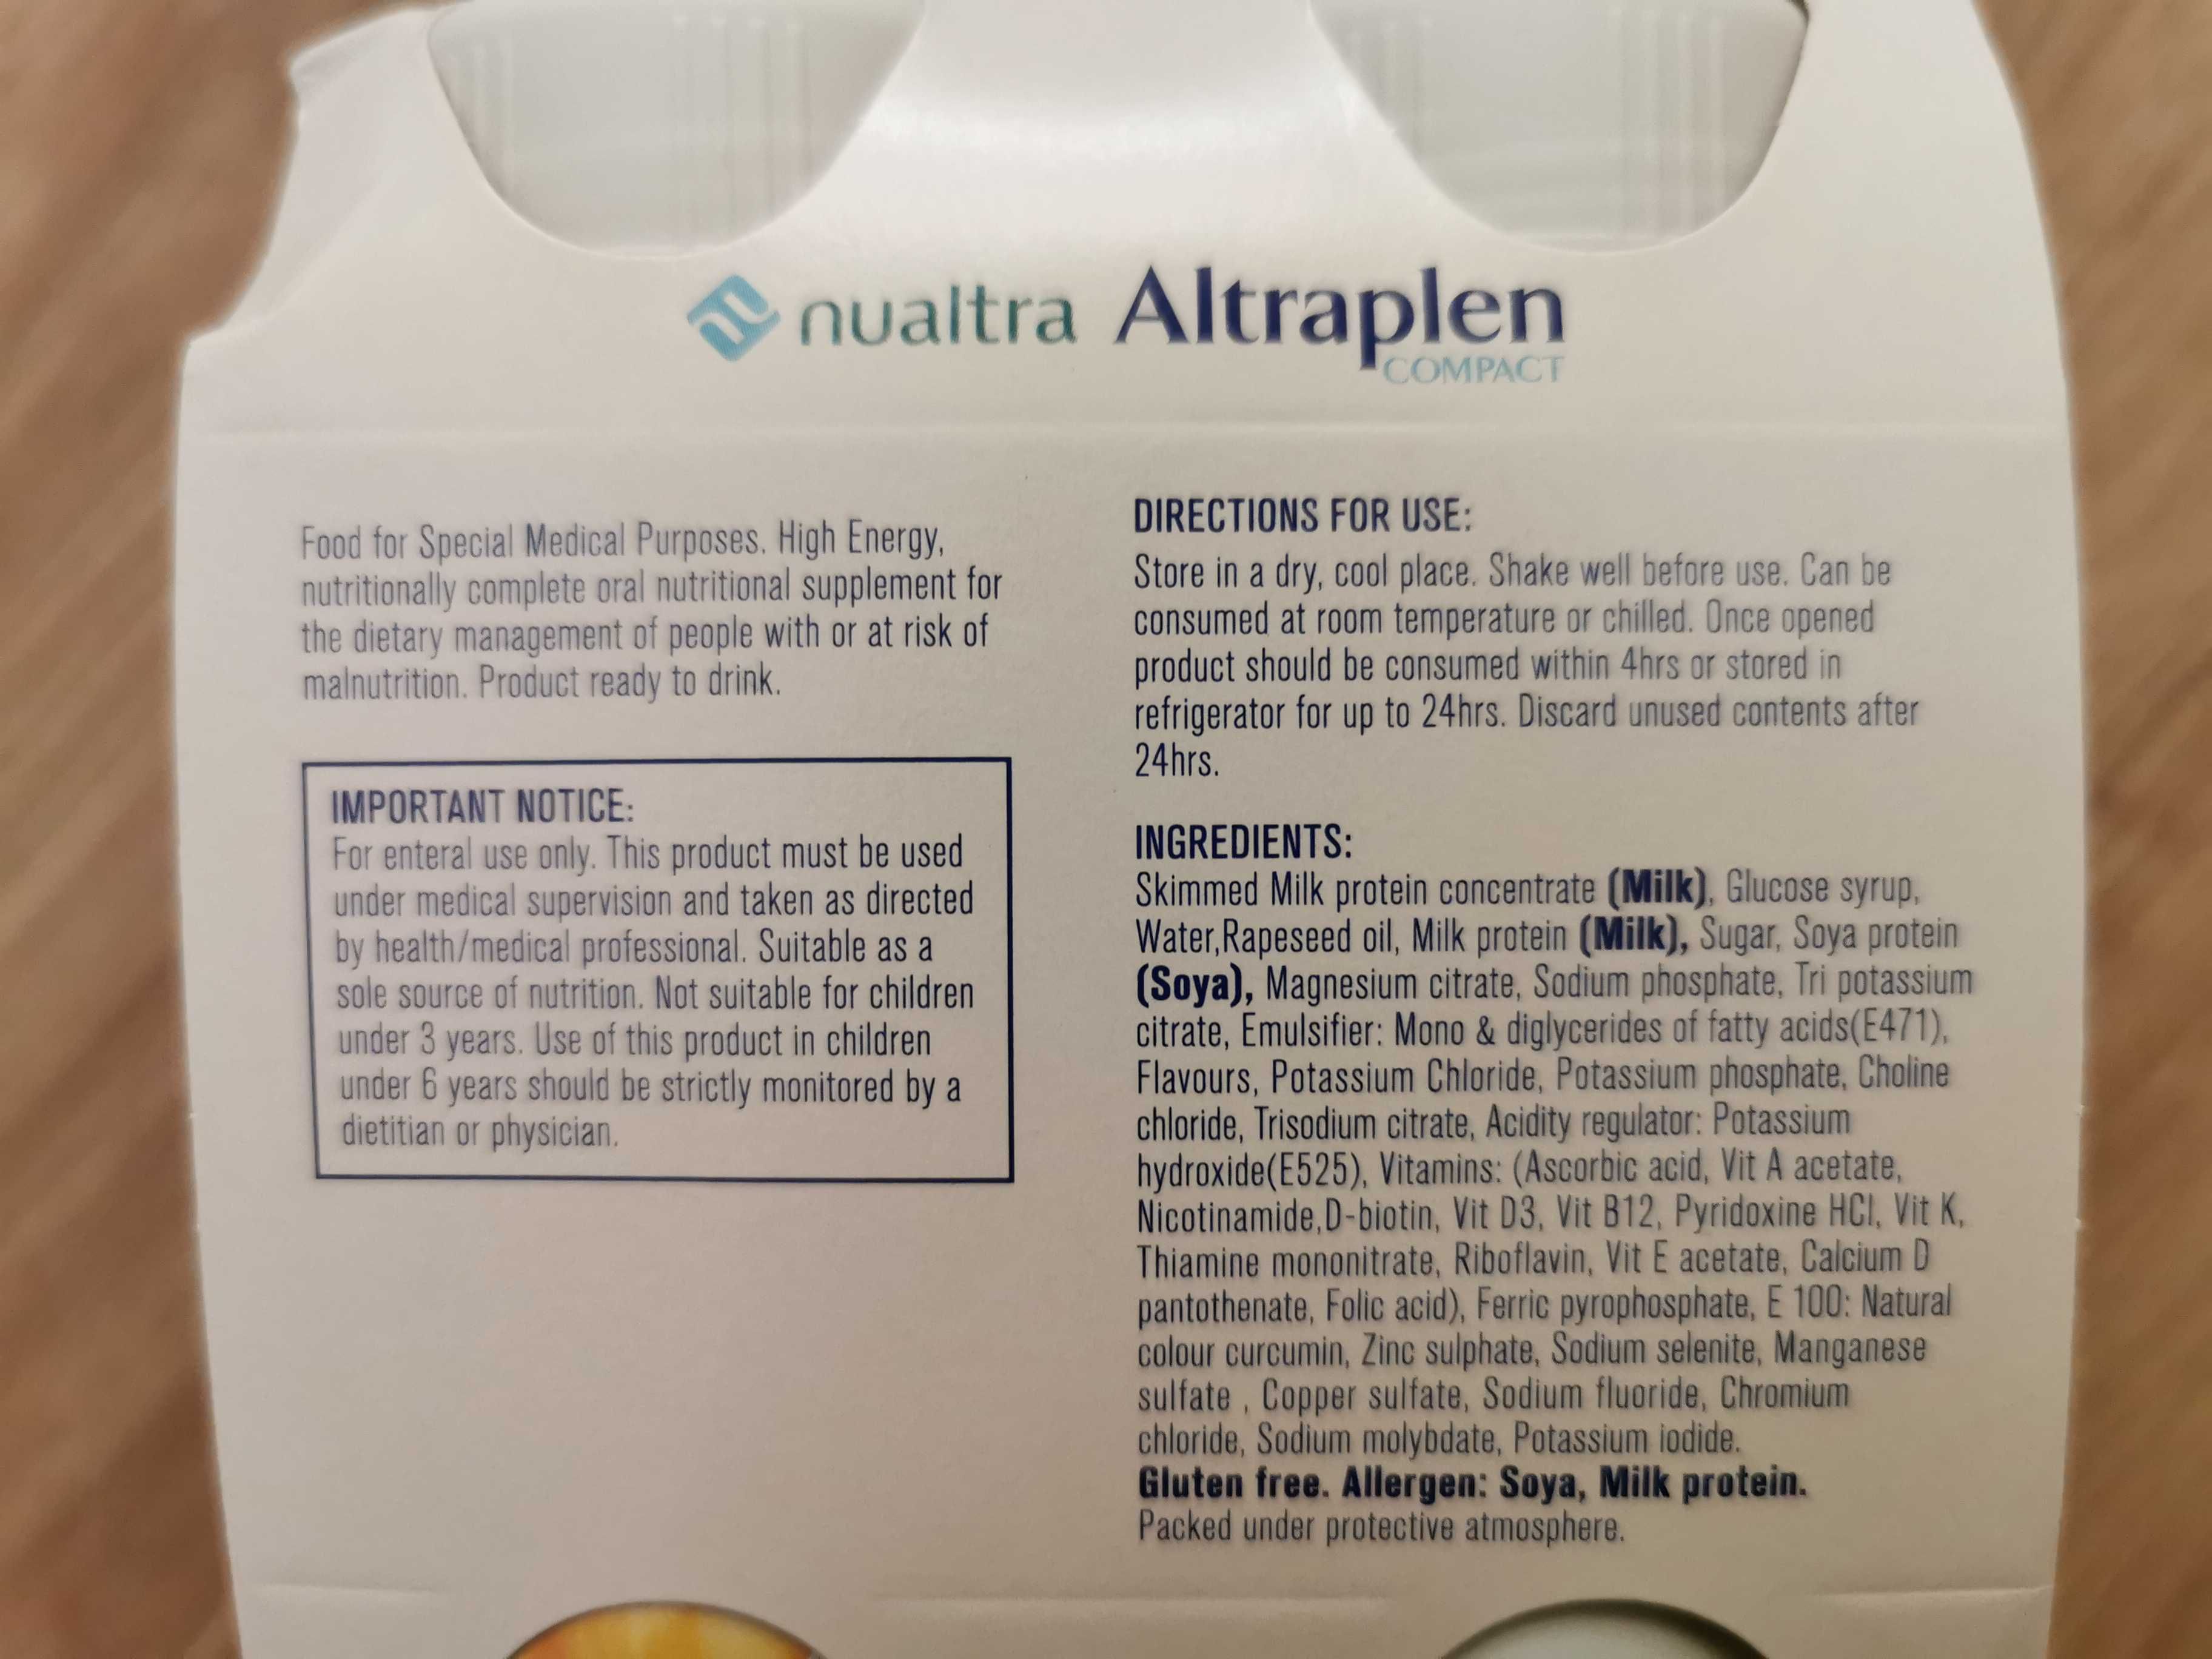 nualtra Altraplen
COMPACT
Food for Special Medical Purposes. High Energy,
nutritionally complete oral nutritional supplement for
the dietary management of people with or at risk of
malnutrition. Product ready to drink.
IMPORTANT NOTICE:
For enteral use only. This product must be used
under medical supervision and taken as directed
by health/medical professional. Suitable as a
sole source of nutrition. Not suitable for children
under 3 years. Use of this product in children
under 6 years should be strictly monitored by a
dietitian or physician.
DIRECTIONS FOR USE:
Store in a dry, cool place. Shake well before use. Can be
consumed at room temperature or chilled. Once opened
product should be consumed within 4hrs or stored in
refrigerator for up to 24hrs. Discard unused contents after
24hrs.
INGREDIENTS:
Skimmed Milk protein concentrate (Milk), Glucose syrup,
Water,Rapeseed oil, Milk protein (Milk), Sugar, Soya protein
(Soya), Magnesium citrate, Sodium phosphate, Tri potassium
citrate, Emulsifier: Mono & diglycerides of fatty acids(E471),
Flavours, Potassium Chloride, Potassium phosphate, Choline
chloride, Trisodium citrate, Acidity regulator: Potassium
hydroxide(E525), Vitamins: (Ascorbic acid, Vit A acetate,
Nicotinamide,D-biotin, Vit D3, Vit B12, Pyridoxine HCl, Vit K,
Thiamine mononitrate, Riboflavin, Vit E acetate, Calcium D
pantothenate, Folic acid), Ferric pyrophosphate, E 100: Natural
colour curcumin, Zinc sulphate, Sodium selenite, Manganese
sulfate , Copper sulfate, Sodium fluoride, Chromium
chloride, Sodium molybdate, Potassium iodide.
Gluten free. Allergen: Soya, Milk protein.
Packed under protective atmosphere.